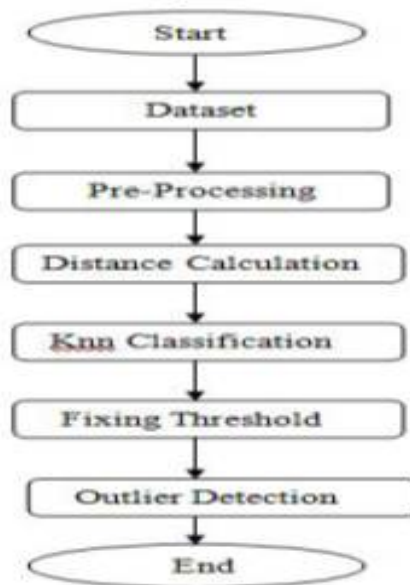 Start
Dataset
Pre-Processing
Distance Calculation
Knn Classification
Fixing Threshold
Outlier Detection
End